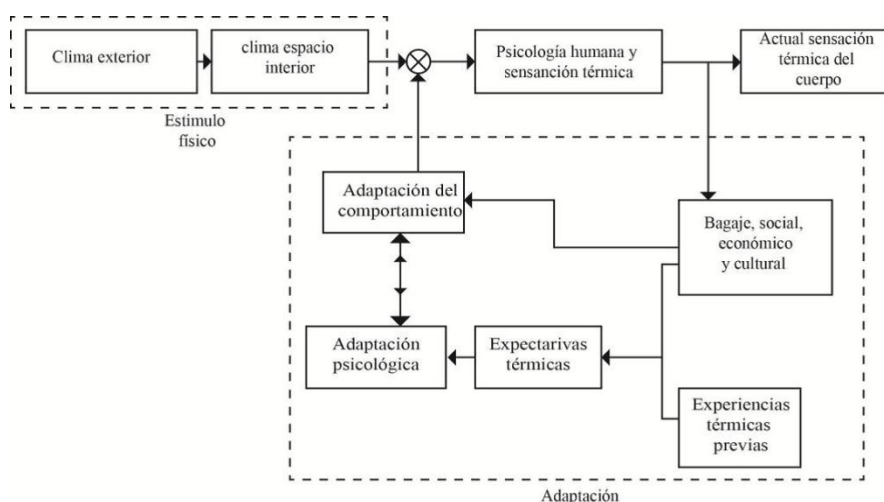 Clima exterior
clima espacio
interior
Psicología humana y
sensanción térmica
Actual sensación
térmica del
cuerpo
Estimulo
físico
Adaptación del
comportamiento
Bagaje, social,
económico
y cultural
Adaptación
psicológica
Expectarivas
térmicas
Experiencias
térmicas
previas
Adaptación